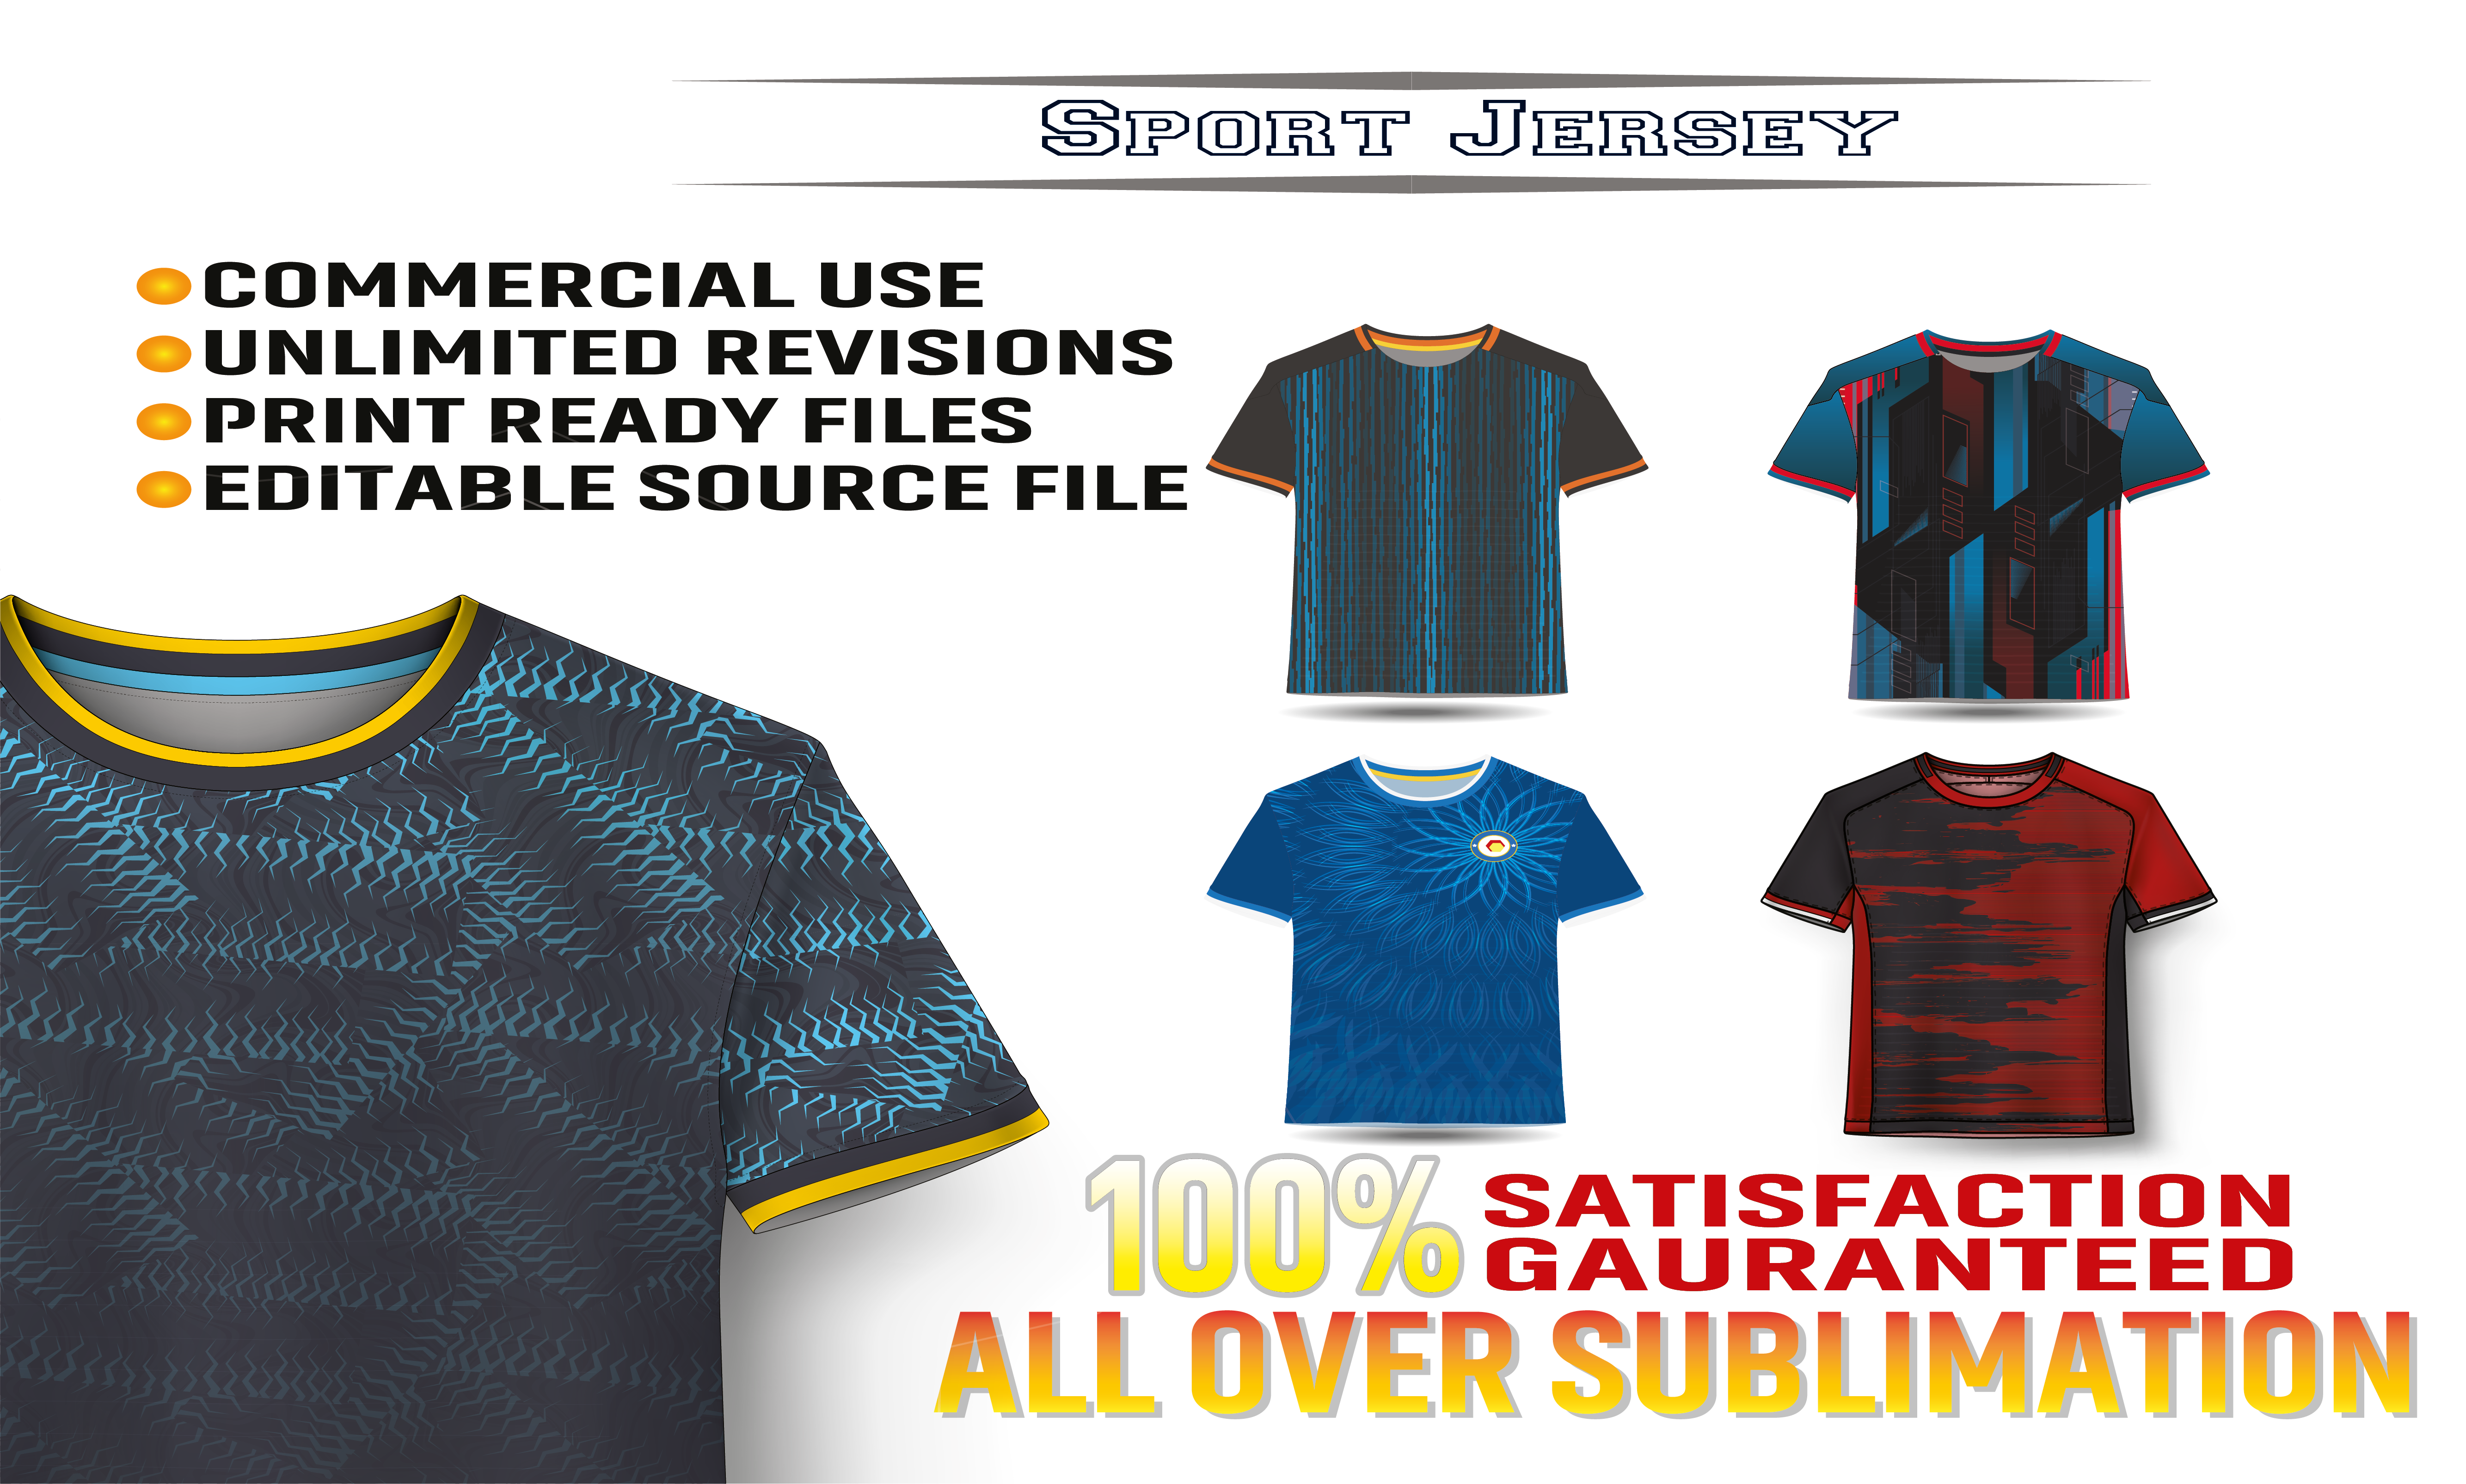 SPORT JERSEY
COMMERCIAL USE
UNLIMITED REVISIONS
PRINT READY FILES
EDITABLE SOURCE FILE
100% SATISFACTION
GAURANTEED
ALL OVER SUBLIMATION